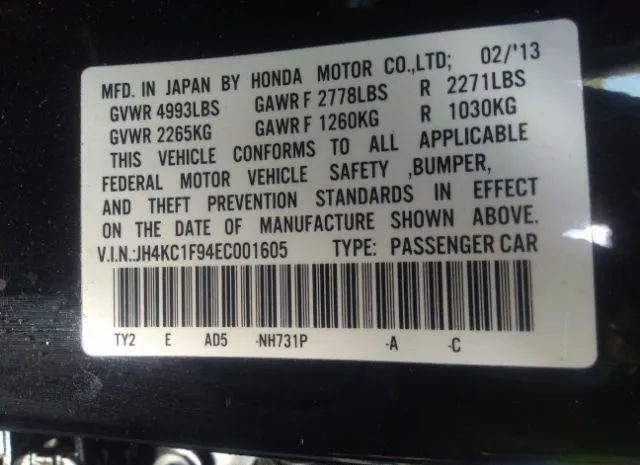 MFD. IN JAPAN BY HONDA MOTOR CO.,LTD; 02/'13
GVWR 4993LBS GAWR F 2778LBS R 2271LBS
GVWR 2265KG GAWR F 1260KG R 1030KG
THIS VEHICLE CONFORMS TO ALL APPLICABLE
FEDERAL MOTOR VEHICLE SAFETY ,BUMPER,
AND THEFT PREVENTION STANDARDS IN EFFECT
ON THE DATE OF MANUFACTURE SHOWN ABOVE.
V.I.N.:JH4KC1F94EC001605 TYPE: PASSENGER CAR
TY2 E AD5 -NH731P -A -C